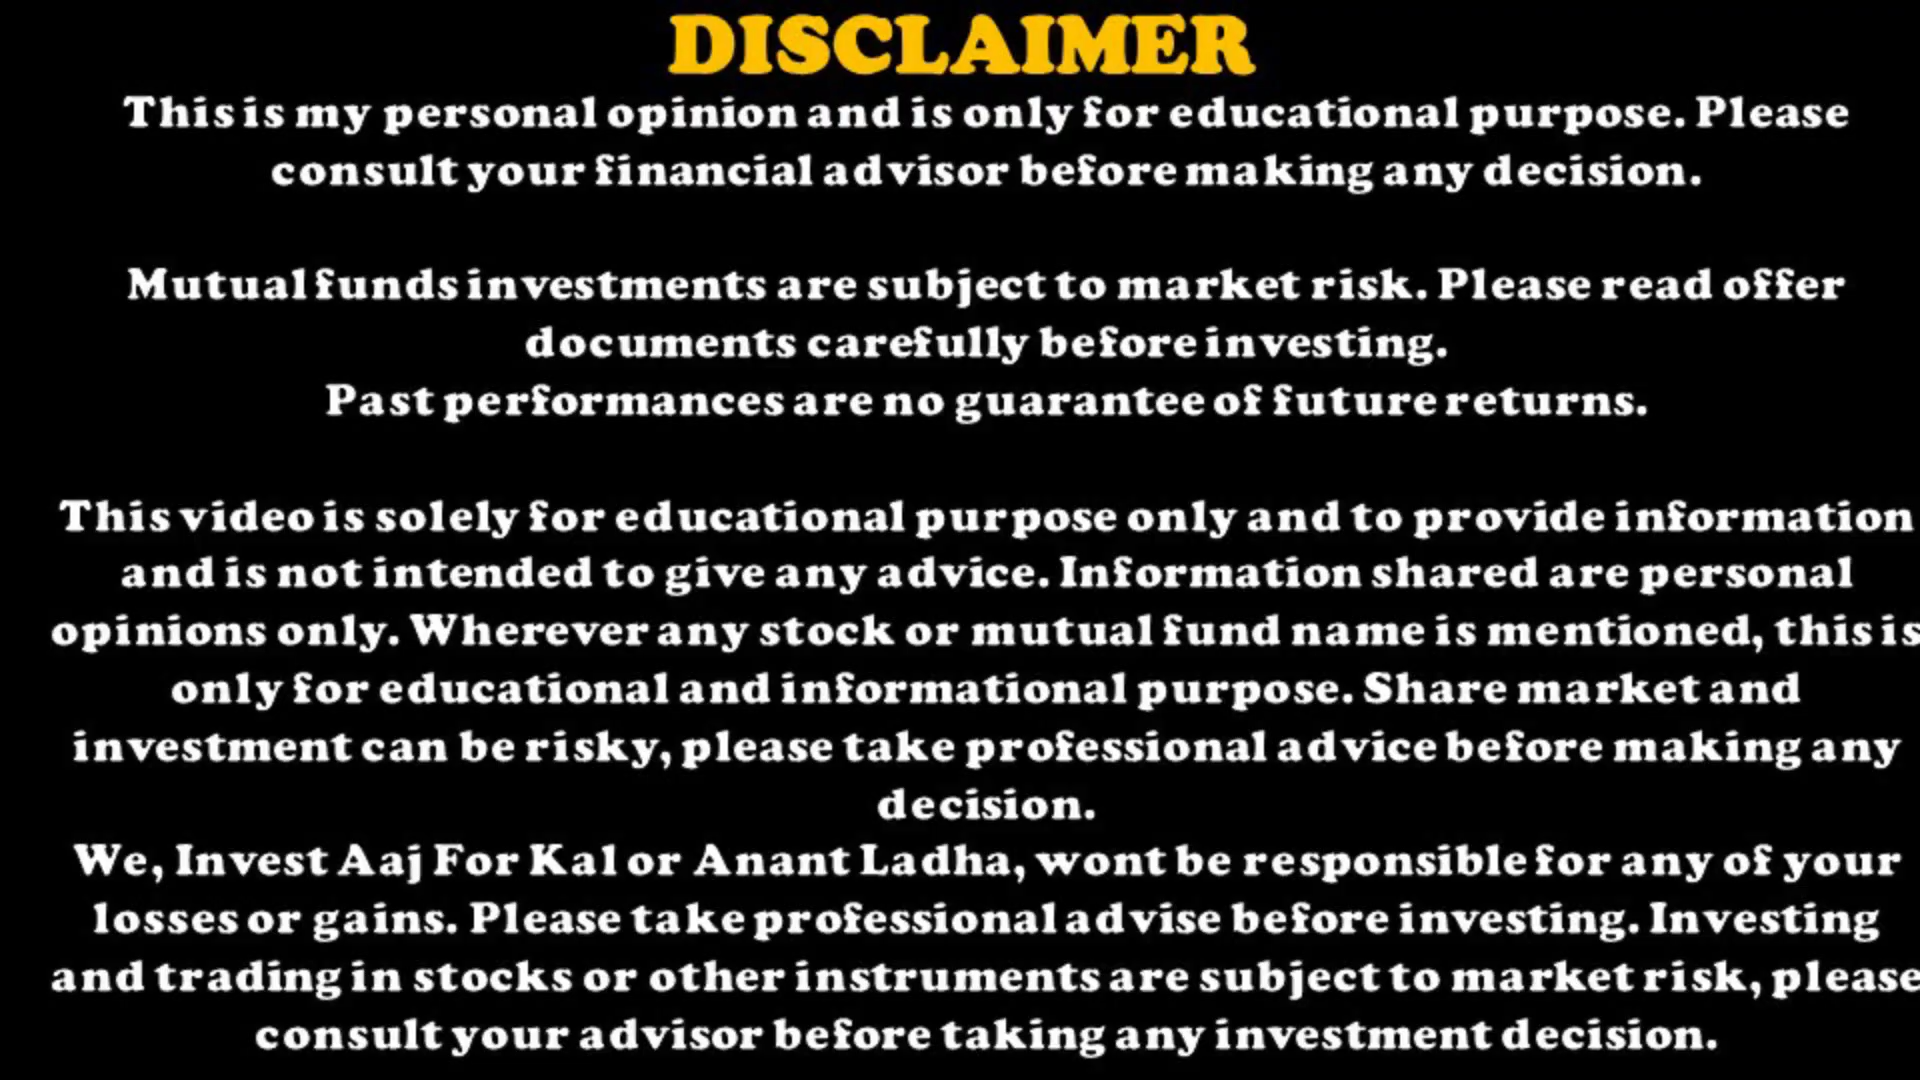 DISCLAIMER
This is my personal opinion and is only for educational purpose. Please
consult your financial advisor before making any decision.
Mutual funds investments are subject to market risk. Please read offer
documents carefully before investing.
Past performances are no guarantee of future returns.
This video is solely for educational purpose only and to provide information
and is not intended to give any advice. Information shared are personal
opinions only. Wherever any stock or mutual fund name is mentioned, this is
only for educational and informational purpose. Share market and
investment can be risky, please take professional advice before making any
decision.
We, Invest Aaj For Kal or Anant Ladha, wont be responsible for any of your
losses or gains. Please take professional advise before investing. Investing
and trading in stocks or other instruments are subject to market risk, please
consult your advisor before taking any investment decision.